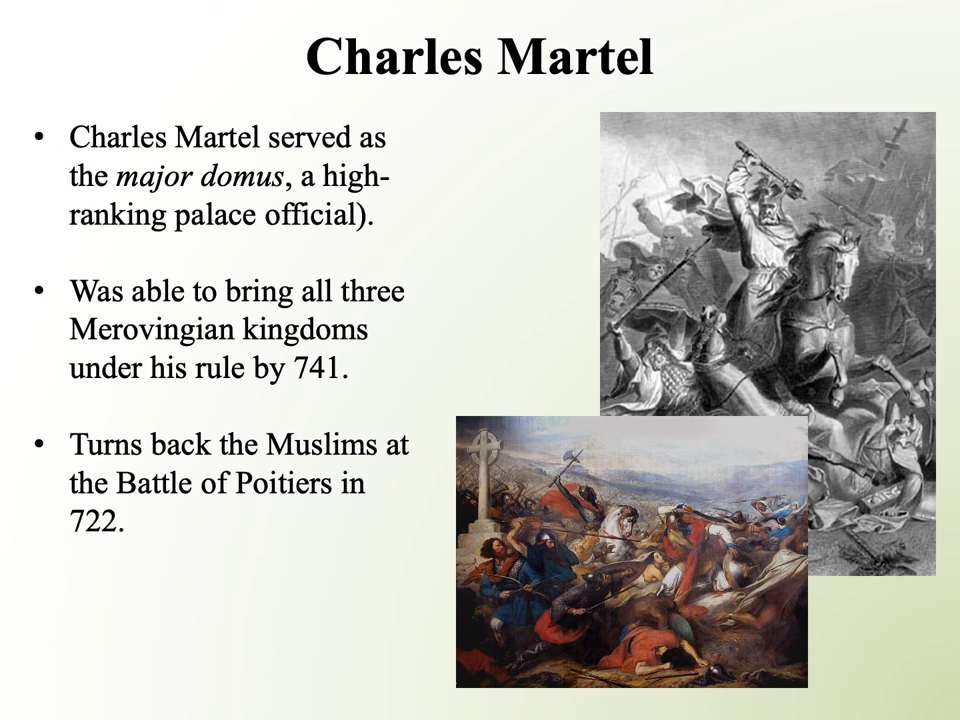 Charles Martel
• Charles Martel served as
the major domus, a high-
ranking palace official).
• Was able to bring all three
Merovingian kingdoms
under his rule by 741.
• Turns back the Muslims at
the Battle of Poitiers in
722.